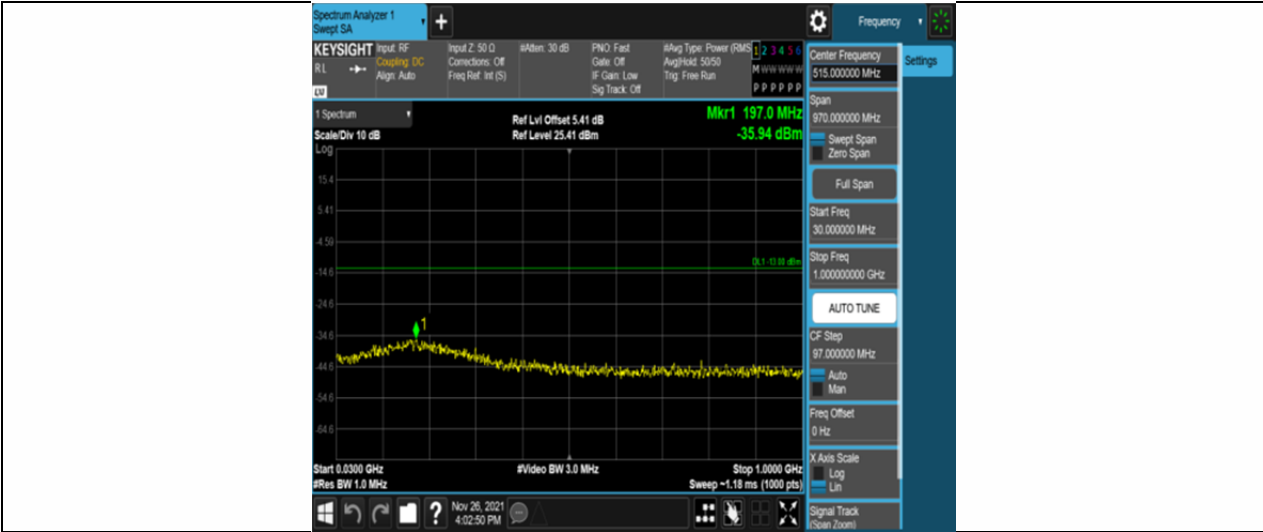 Spectrum Analyzer 1
Swept SA
Frequency
KEYSIGHT
RL
LV
Input: RF
Coupling: DC
Align: Auto
Input Z: 50 Ω
Corrections: Off
Freq Ref: Int (S)
#Atten: 30 dB
PNO: Fast
Gate: Off
IF Gain: Low
Sig Track: Off
#Avg Type: Power (RMS
Avg|Hold: 50/50
Trig: Free Run
1 2 3 4 5 6
M W W W W W
P P P P P P
1 Spectrum
Scale/Div 10 dB
Log
Ref Lvl Offset 5.41 dB
Ref Level 25.41 dBm
Mkr1 197.0 MHz
-35.94 dBm
15.4
5.41
-4.59
DL1 -13.00 dBm
-14.6
-24.6
1
-34.6
-44.6
-54.6
-64.6
Start 0.0300 GHz
#Res BW 1.0 MHz
#Video BW 3.0 MHz
Stop 1.0000 GHz
Sweep ~1.18 ms (1000 pts)
Nov 26, 2021
4:02:50 PM
Center Frequency
515.000000 MHz
Settings
Span
970.000000 MHz
Swept Span
Zero Span
Full Span
Start Freq
30.000000 MHz
Stop Freq
1.000000000 GHz
AUTO TUNE
CF Step
97.000000 MHz
Auto
Man
Freq Offset
0 Hz
X Axis Scale
Log
Lin
Signal Track
(Span Zoom)